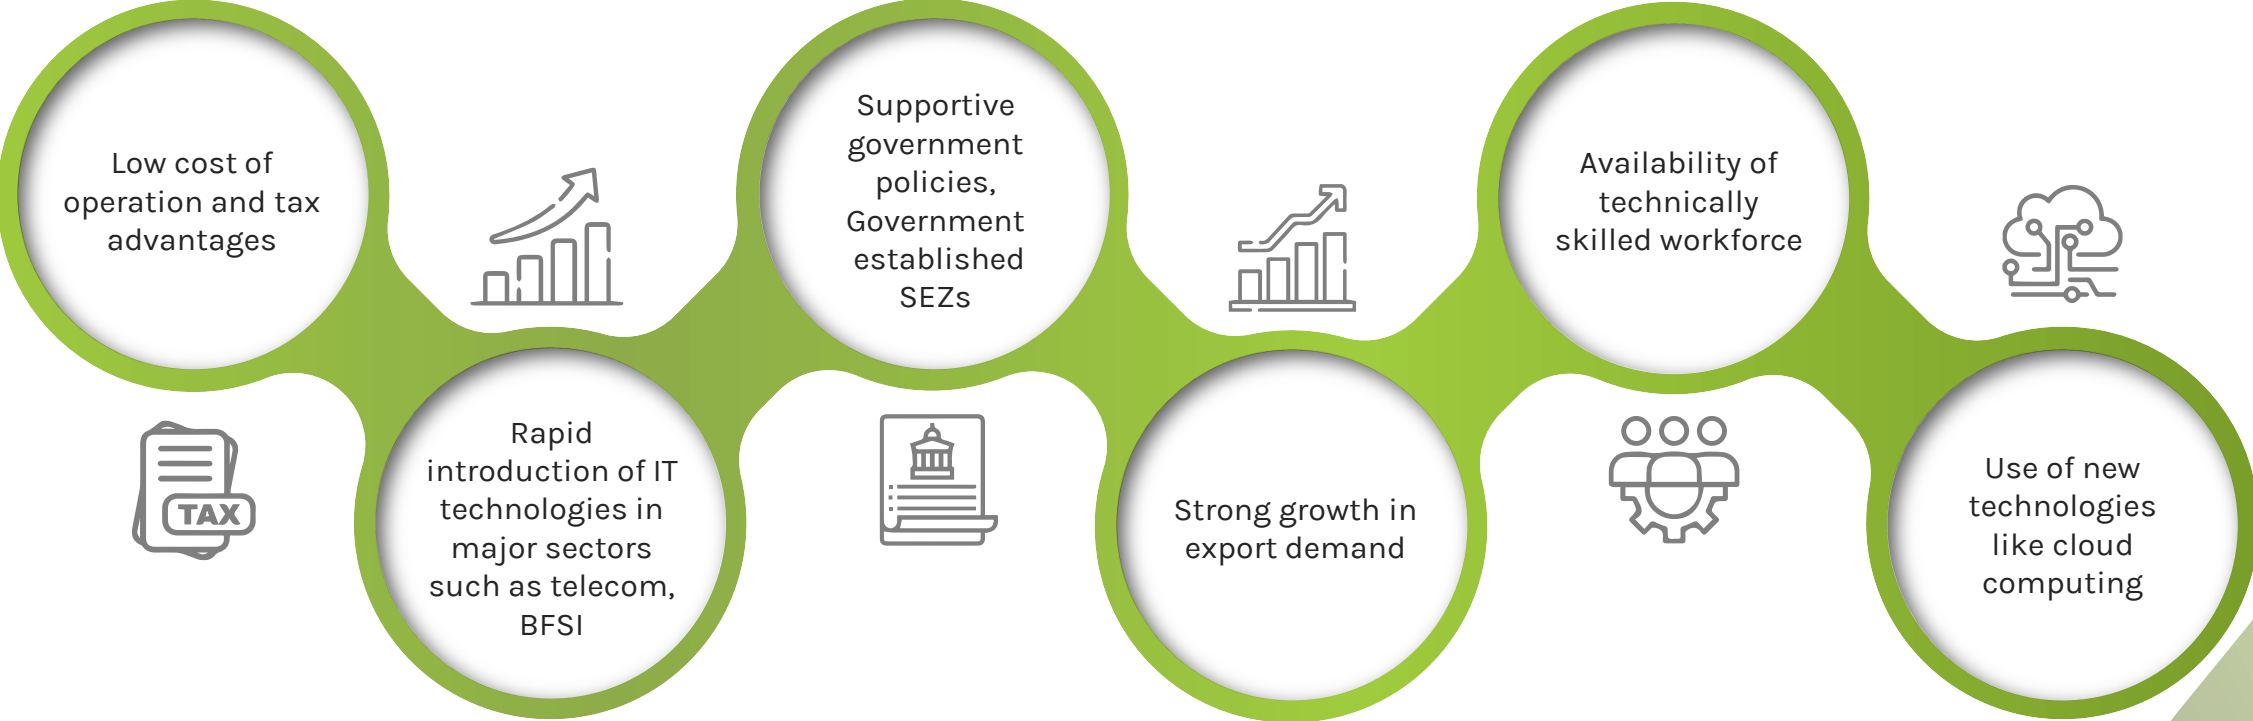 Low cost of
operation and tax
advantages
TAX
Rapid
introduction of IT
technologies in
major sectors
such as telecom,
BFSI
Supportive
government
policies,
Government
established
SEZs
Strong growth in
export demand
Availability of
technically
skilled workforce
Use of new
technologies
like cloud
computing